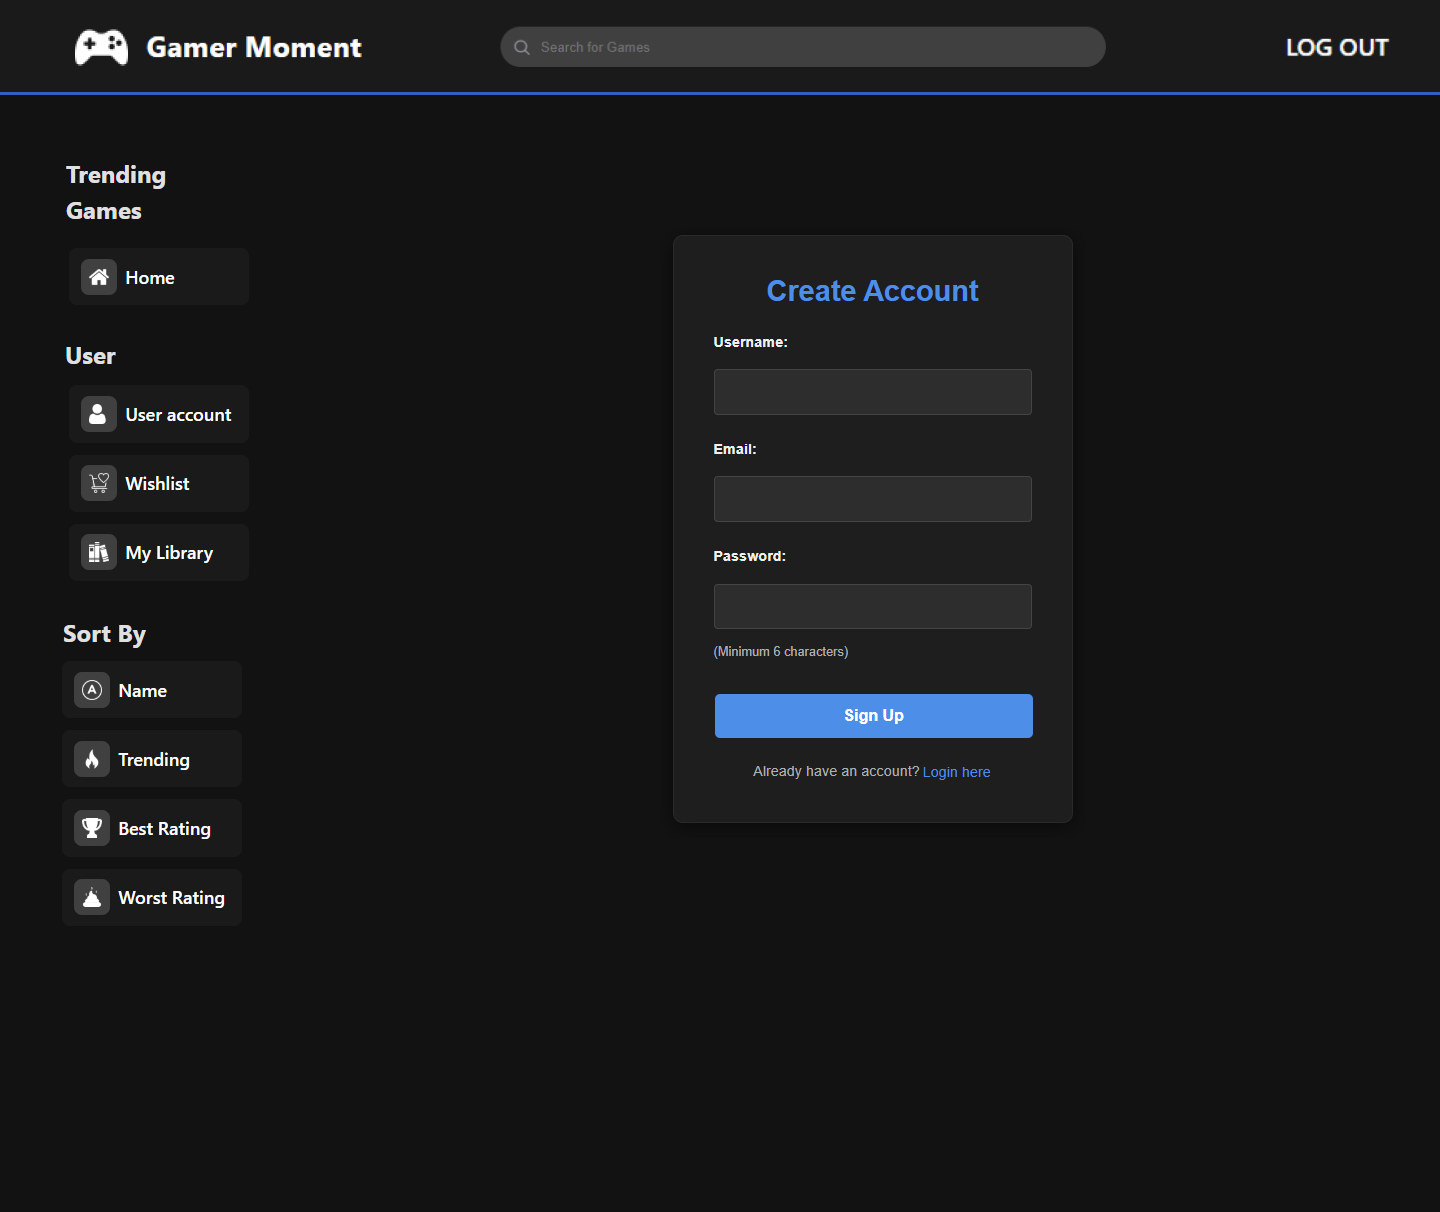 Gamer Moment
Search for Games
LOG OUT
Trending
Games
Home
User
User account
Wishlist
My Library
Sort By
A
Name
Trending
Best Rating
Worst Rating
Create Account
Username:
Email:
Password:
(Minimum 6 characters)
Sign Up
Already have an account? Login here